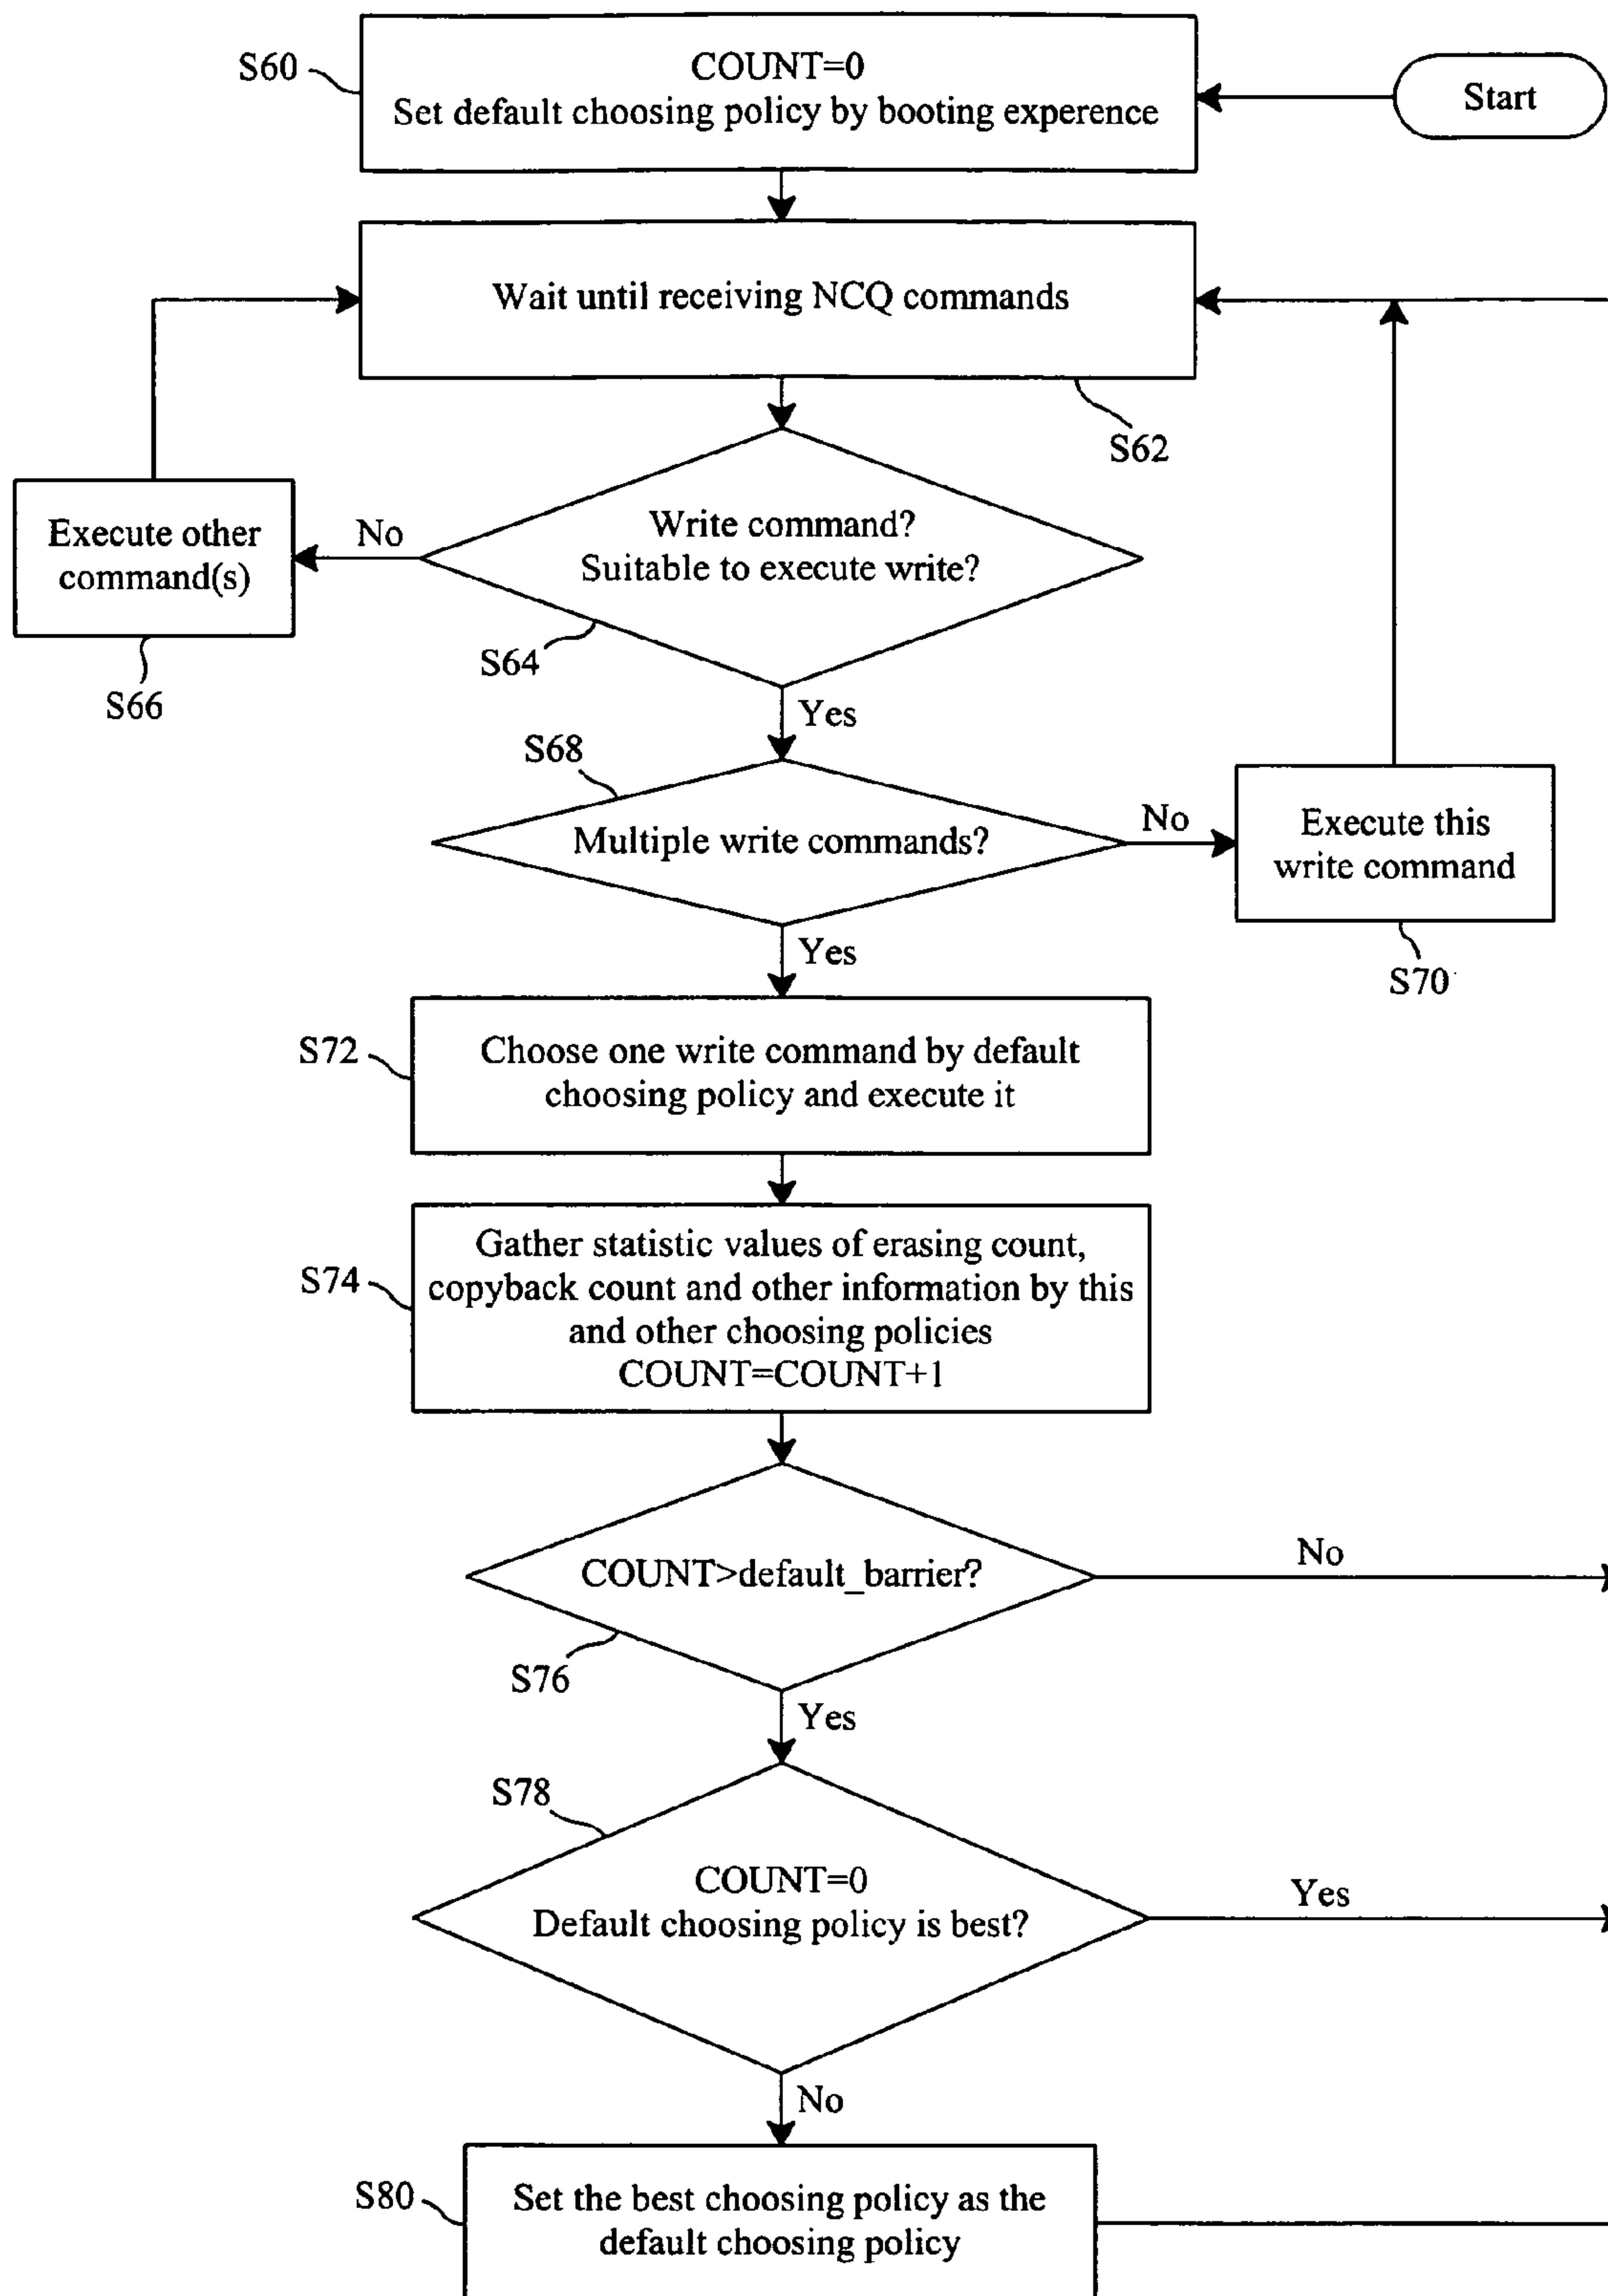 S60
COUNT=0
Set default choosing policy by booting experence
Start
Wait until receiving NCQ commands
S62
Write command?
Suitable to execute write?
No
Execute other
command(s)
S64
S66
Yes
S68
Multiple write commands?
No
Execute this
write command
S70
Yes
S72
Choose one write command by default
choosing policy and execute it
S74
Gather statistic values of erasing count,
copyback count and other information by this
and other choosing policies
COUNT=COUNT+1
COUNT>default_barrier?
No
S76
Yes
S78
COUNT=0
Default choosing policy is best?
Yes
No
S80
Set the best choosing policy as the
default choosing policy